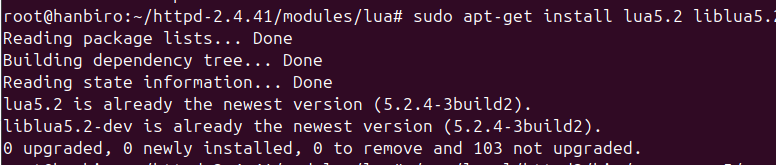 root@hanbiro:~/httpd-2.4.41/modules/lua# sudo apt-get install lua5.2 liblua5.2
Reading package lists... Done
Building dependency tree... Done
Reading state information... Done
lua5.2 is already the newest version (5.2.4-3build2).
liblua5.2-dev is already the newest version (5.2.4-3build2).
0 upgraded, 0 newly installed, 0 to remove and 103 not upgraded.